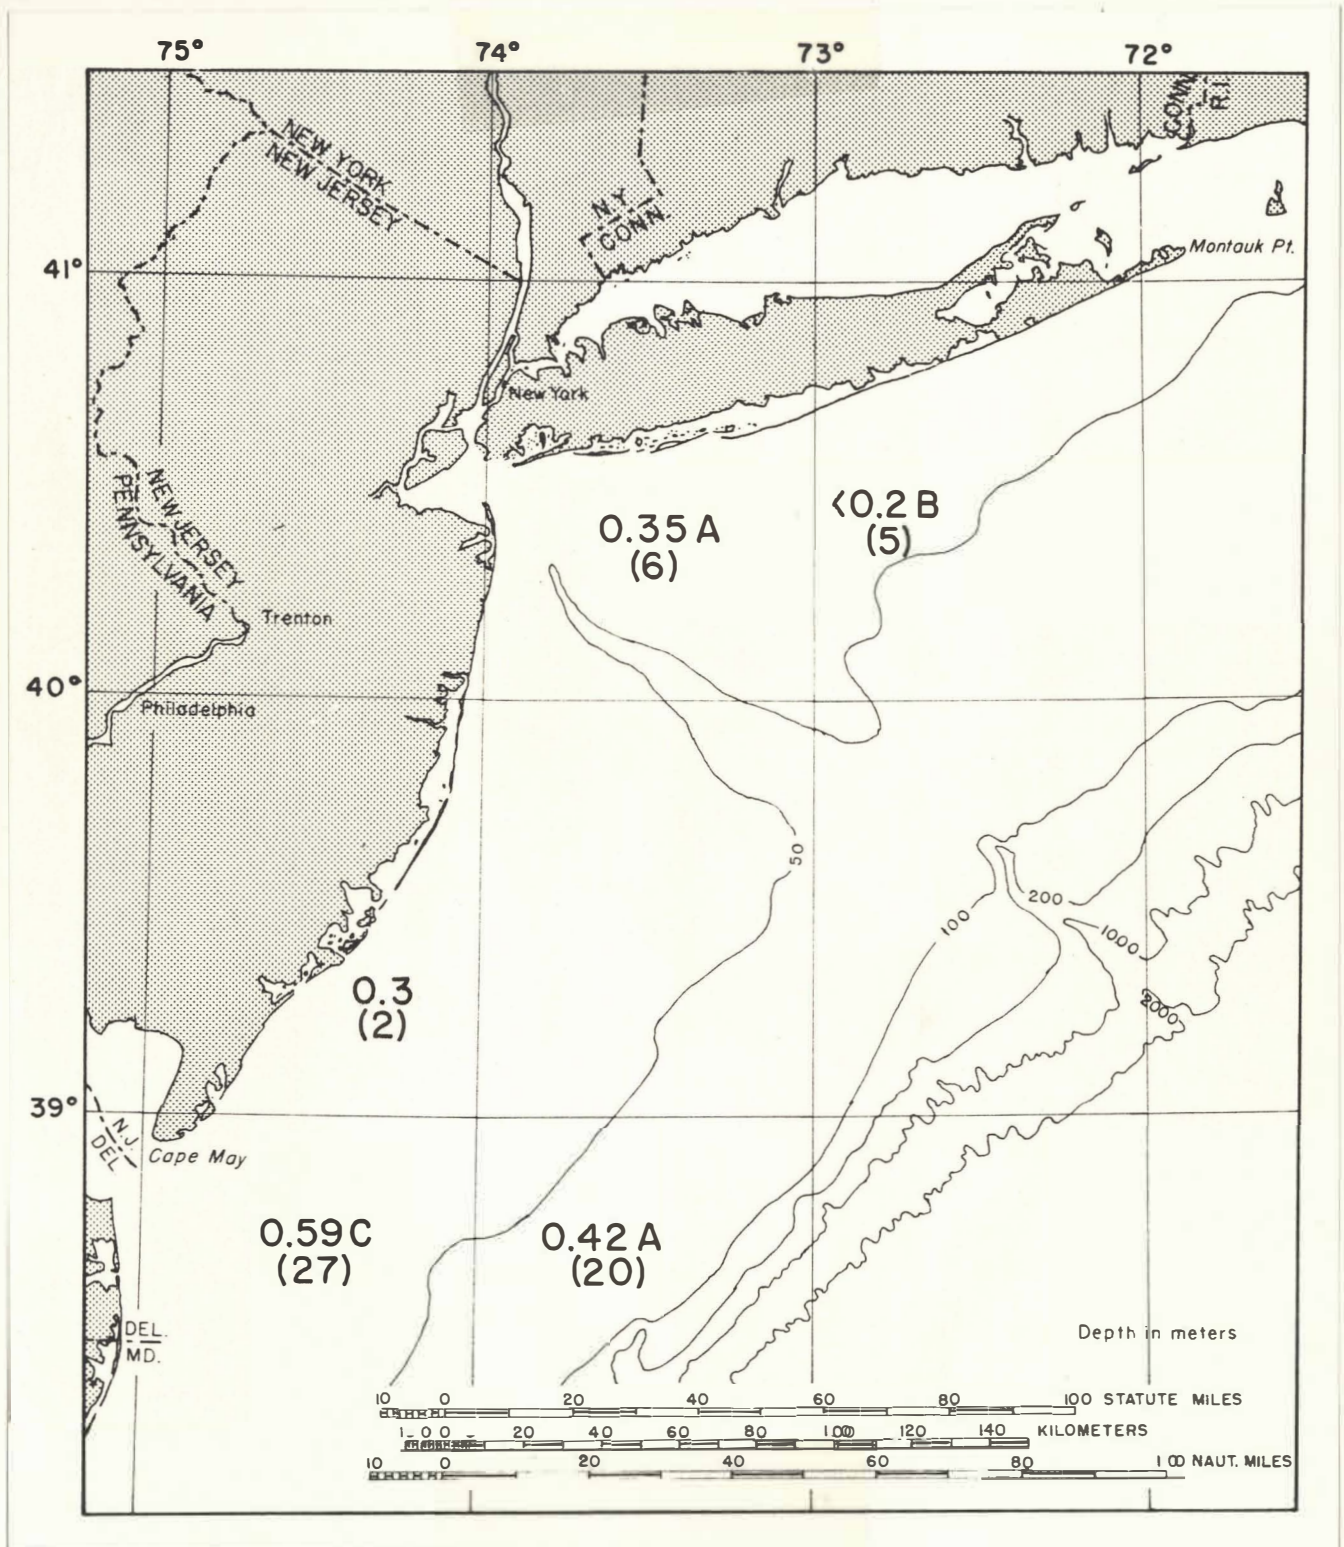 75° 74° 73° 72°
CONN.
R.I.
NEW YORK
NEW JERSEY
N.Y.
CONN.
Montauk Pt.
41°
New York
NEW JERSEY
PENNSYLVANIA
<0.2 B
(5)
0.35 A
(6)
Trenton
40°
Philadelphia
50
200
100
1000
2000
0.3
(2)
39°
N.J.
DEL.
Cape May
0.59 C
(27)
0.42 A
(20)
DEL.
MD.
Depth in meters
10 0 20 40 60 80 100 STATUTE MILES
1-0 0 0 20 40 60 80 100 120 140 KILOMETERS
10 0 20 40 60 80 100 NAUT. MILES